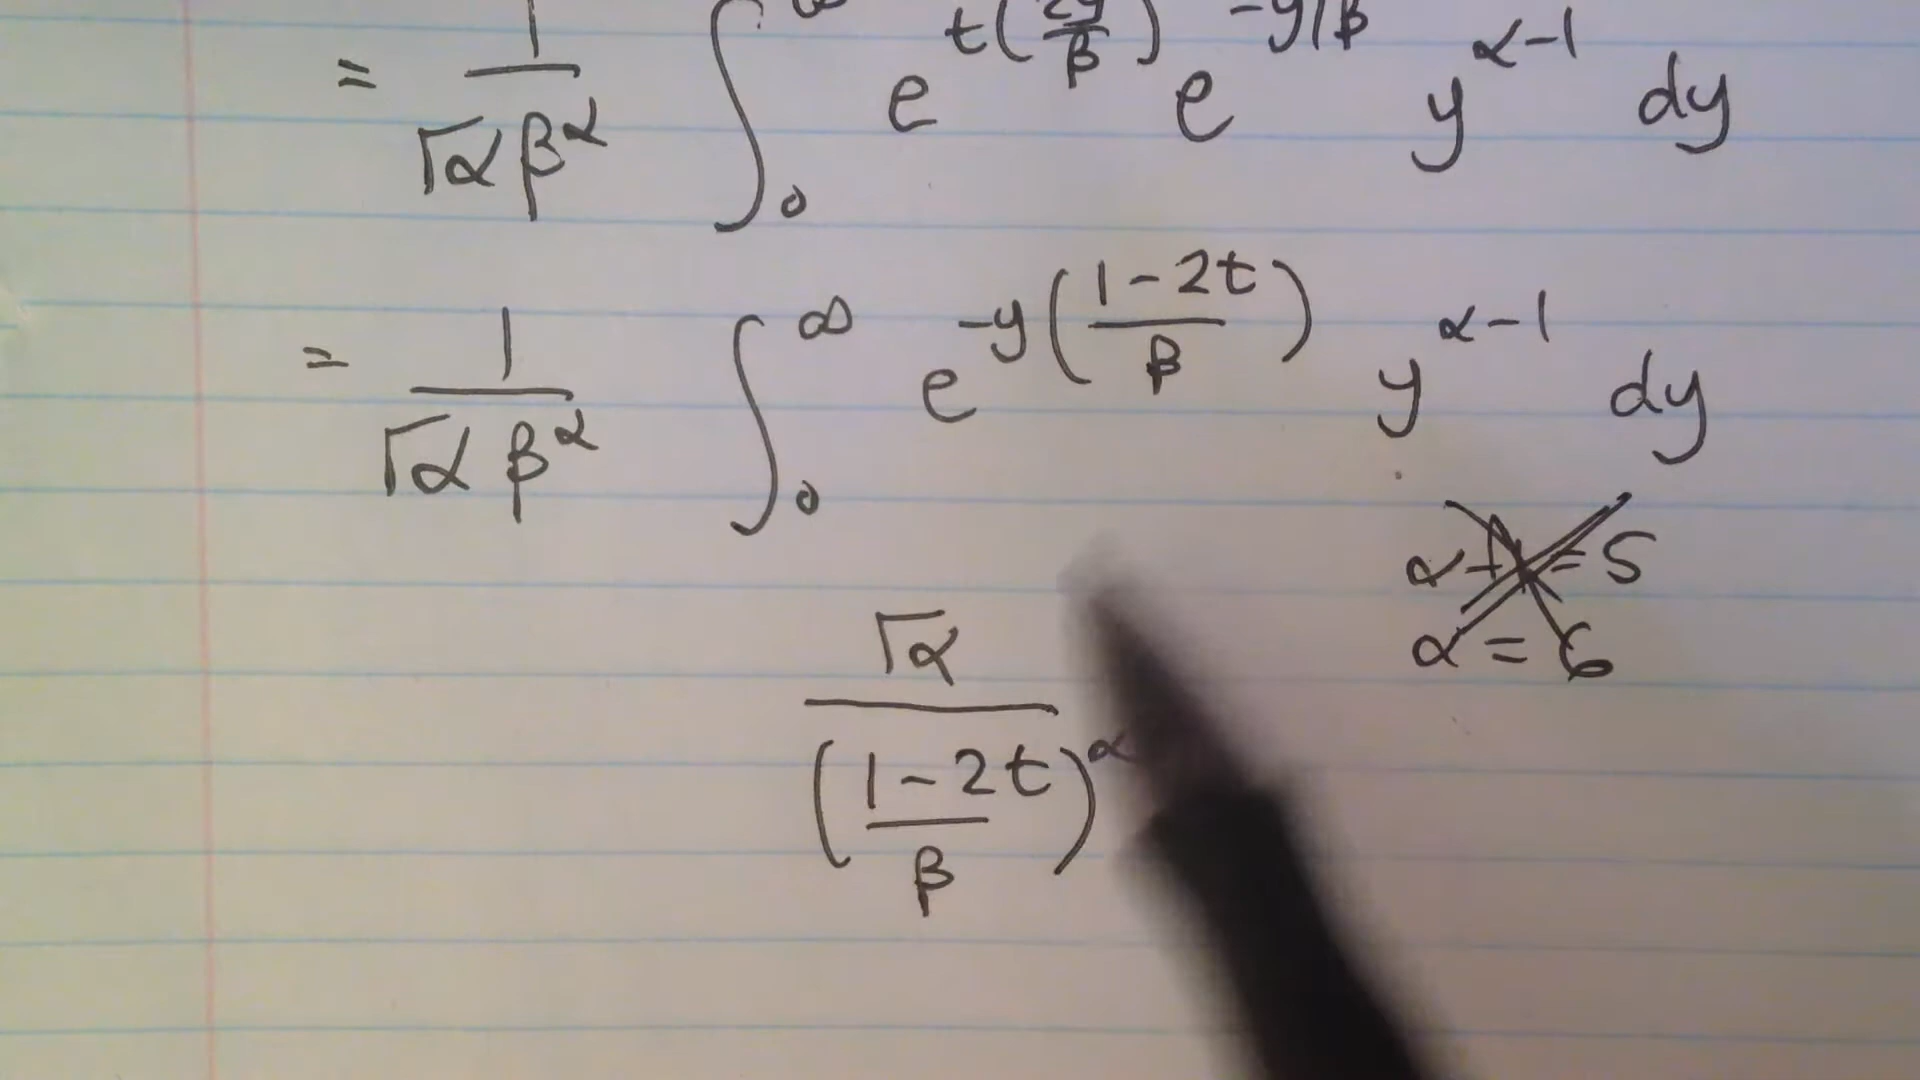 = 1/(Γα β^α) ∫_0^∞ e^{t(2y/β)} e^{-y/β} y^{α-1} dy
= 1/(Γα β^α) ∫_0^∞ e^{-y((1-2t)/β)} y^{α-1} dy
α-1=5
α=6
Γα/((1-2t)/β)^α